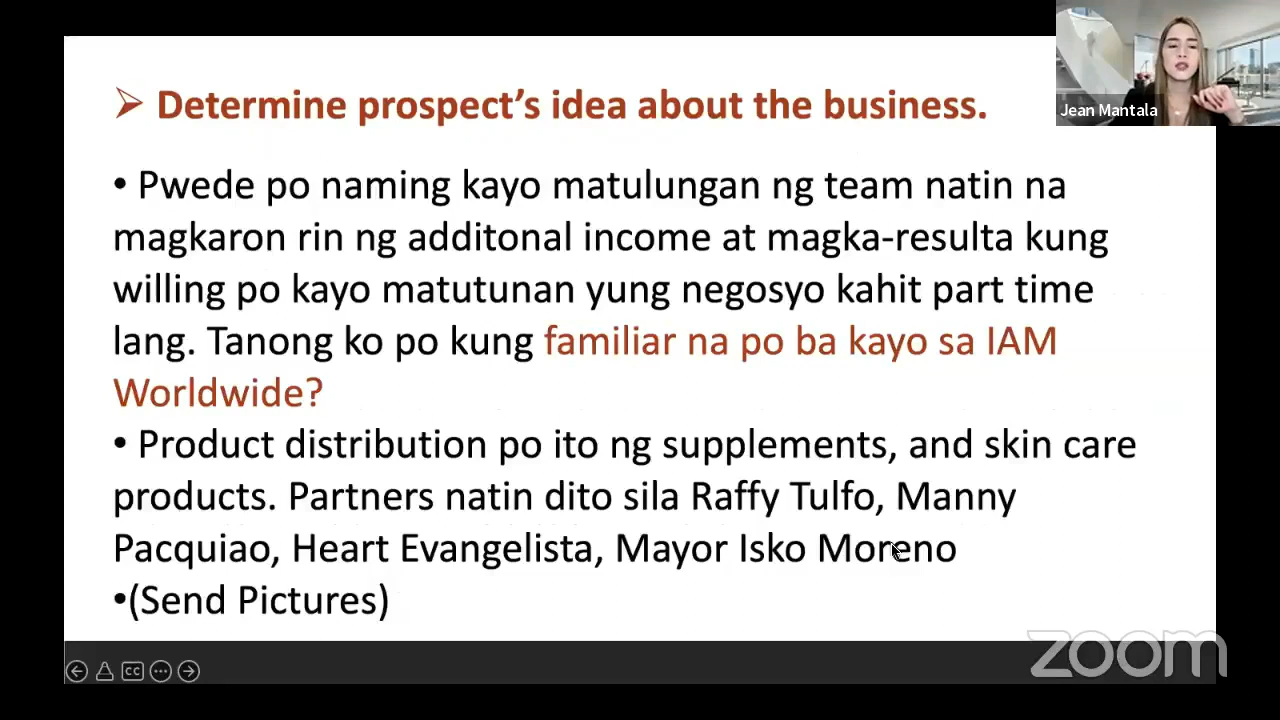 ➢ Determine prospect's idea about the business.
• Pwede po naming kayo matulungan ng team natin na
magkaron rin ng additonal income at magka-resulta kung
willing po kayo matutunan yung negosyo kahit part time
lang. Tanong ko po kung familiar na po ba kayo sa IAM
Worldwide?
• Product distribution po ito ng supplements, and skin care
products. Partners natin dito sila Raffy Tulfo, Manny
Pacquiao, Heart Evangelista, Mayor Isko Moreno
•(Send Pictures)
Jean Mantala
CC
zoom